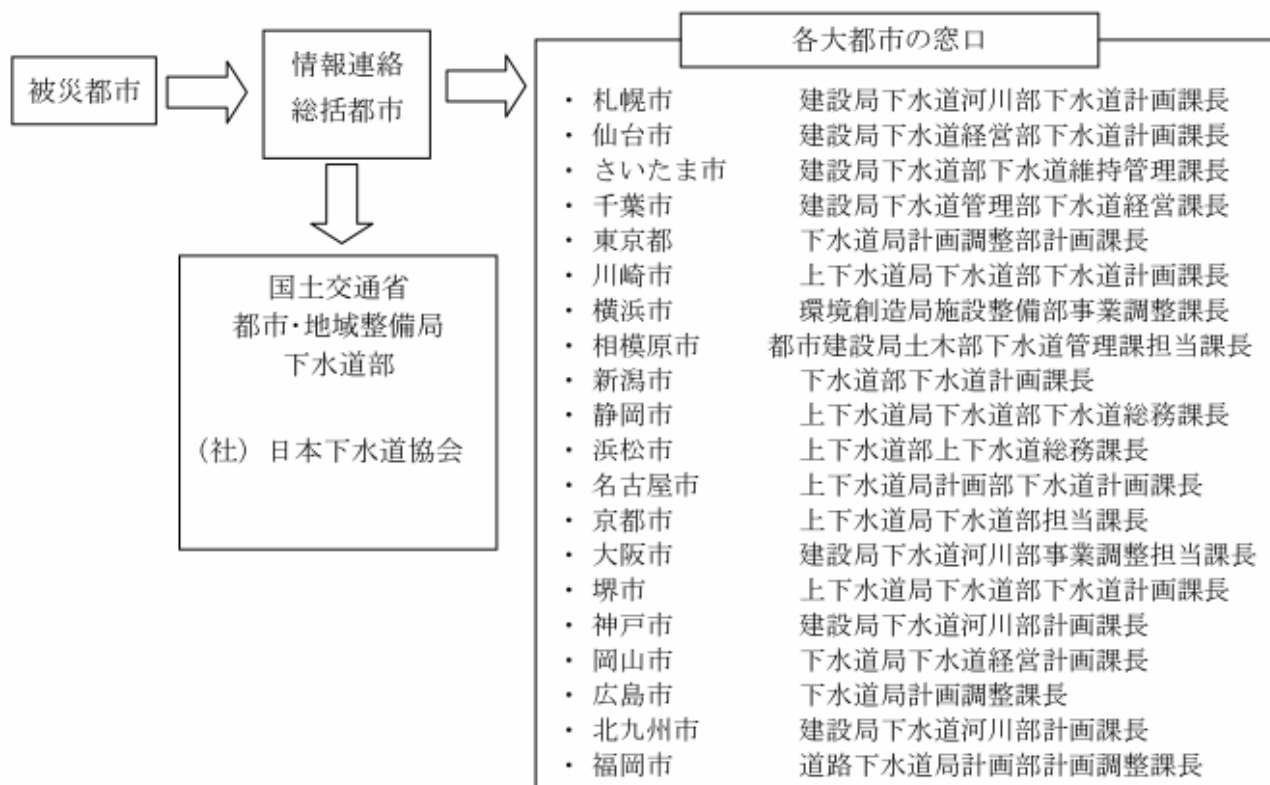 被災都市
情報連絡
総括都市
国土交通省
都市・地域整備局
下水道部
（社）日本下水道協会
各大都市の窓口
・ 札幌市 建設局下水道河川部下水道計画課長
・ 仙台市 建設局下水道経営部下水道計画課長
・ さいたま市 建設局下水道部下水道維持管理課長
・ 千葉市 建設局下水道管理部下水道経営課長
・ 東京都 下水道局計画調整部計画課長
・ 川崎市 上下水道局下水道部下水道計画課長
・ 横浜市 環境創造局施設整備部事業調整課長
・ 相模原市 都市建設局土木部下水道管理課担当課長
・ 新潟市 下水道部下水道計画課長
・ 静岡市 上下水道局下水道部下水道総務課長
・ 浜松市 上下水道部上下水道総務課長
・ 名古屋市 上下水道局計画部下水道計画課長
・ 京都市 上下水道局下水道部担当課長
・ 大阪市 建設局下水道河川部事業調整担当課長
・ 堺市 上下水道局下水道部下水道計画課長
・ 神戸市 建設局下水道河川部計画課長
・ 岡山市 下水道局下水道経営計画課長
・ 広島市 下水道局計画調整課長
・ 北九州市 建設局下水道河川部計画課長
・ 福岡市 道路下水道局計画部計画調整課長